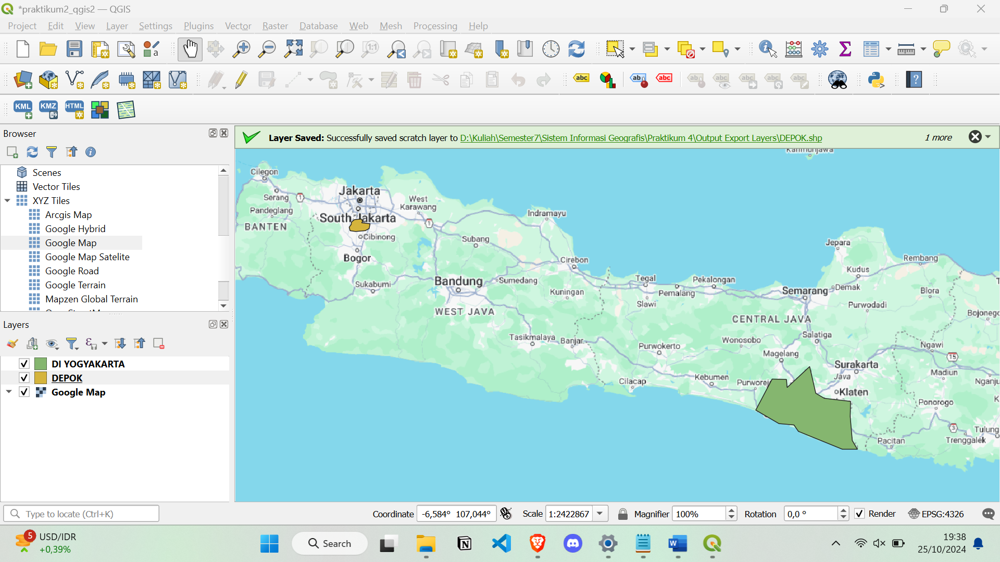 *praktikum2_qgis2 — QGIS
Project Edit View Layer Settings Plugins Vector Raster Database Web Mesh Processing Help
KML KMZ HTML
Browser
Layer Saved: Successfully saved scratch layer to D:\Kuliah\Semester7\Sistem Informasi Geografis\Praktikum 4\Output Export Layers\DEPOK.shp
1 more
Scenes
Vector Tiles
XYZ Tiles
Arcgis Map
Google Hybrid
Google Map
Google Map Satelite
Google Road
Google Terrain
Mapzen Global Terrain
Layers
DI YOGYAKARTA
DEPOK
Google Map
Karimunjawa
Cilegon
Jakarta
Serang
1
West
Karawang
Pandeglang
South Jakarta
Indramayu
BANTEN
1
Cibinong
Subang
Jepara
Bogor
Cirebon
Rembang
Kudus
Bandung
Sumedang
Tegal
Pekalongan
Sukabumi
Kuningan
Pemalang
Semarang
Demak
Blora
Slawi
Purwodadi
WEST JAVA
CENTRAL JAVA
Bojonego
Tasikmalaya
Banjar
Salatiga
Wonosobo
Purwokerto
Ngawi
Magelang
15
Surakarta
Java
Madiun
Cilacap
Kebumen
Purworej
Nganju
Klaten
Ponorogo
3
Tulung
Pacitan
Trenggalek
Type to locate (Ctrl+K)
Coordinate -6,584° 107,044° Scale 1:2422867 Magnifier 100% Rotation 0,0 ° Render EPSG:4326
5
USD/IDR
+0,39%
Search
19:38
25/10/2024